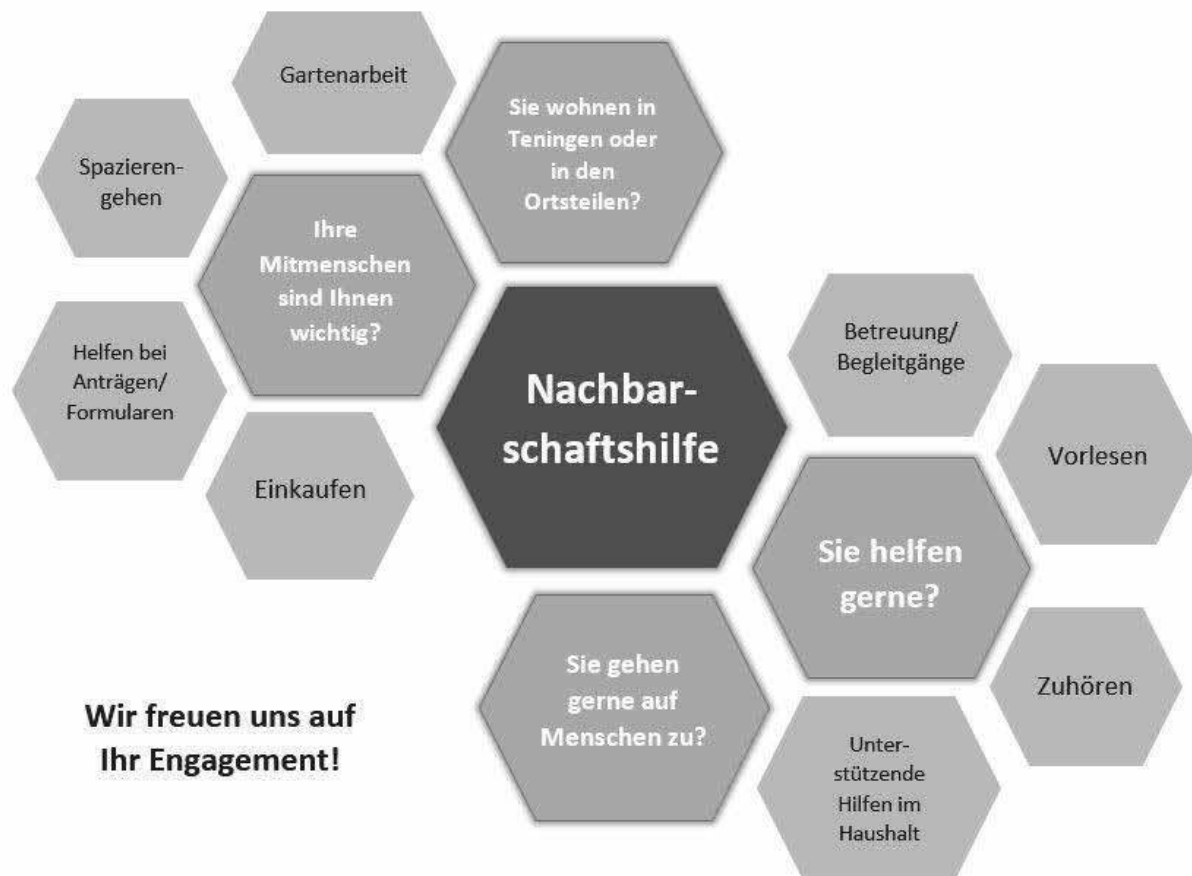 Gartenarbeit
Sie wohnen in
Teningen oder
in den
Ortsteilen?
Spazieren-
gehen
Ihre
Mitmenschen
sind Ihnen
wichtig?
Helfen bei
Anträgen/
Formularen
Einkaufen
Nachbar-
schaftshilfe
Betreuung/
Begleitgänge
Vorlesen
Sie helfen
gerne?
Sie gehen
gerne auf
Menschen zu?
Zuhören
Unter-
stützende
Hilfen im
Haushalt
Wir freuen uns auf
Ihr Engagement!